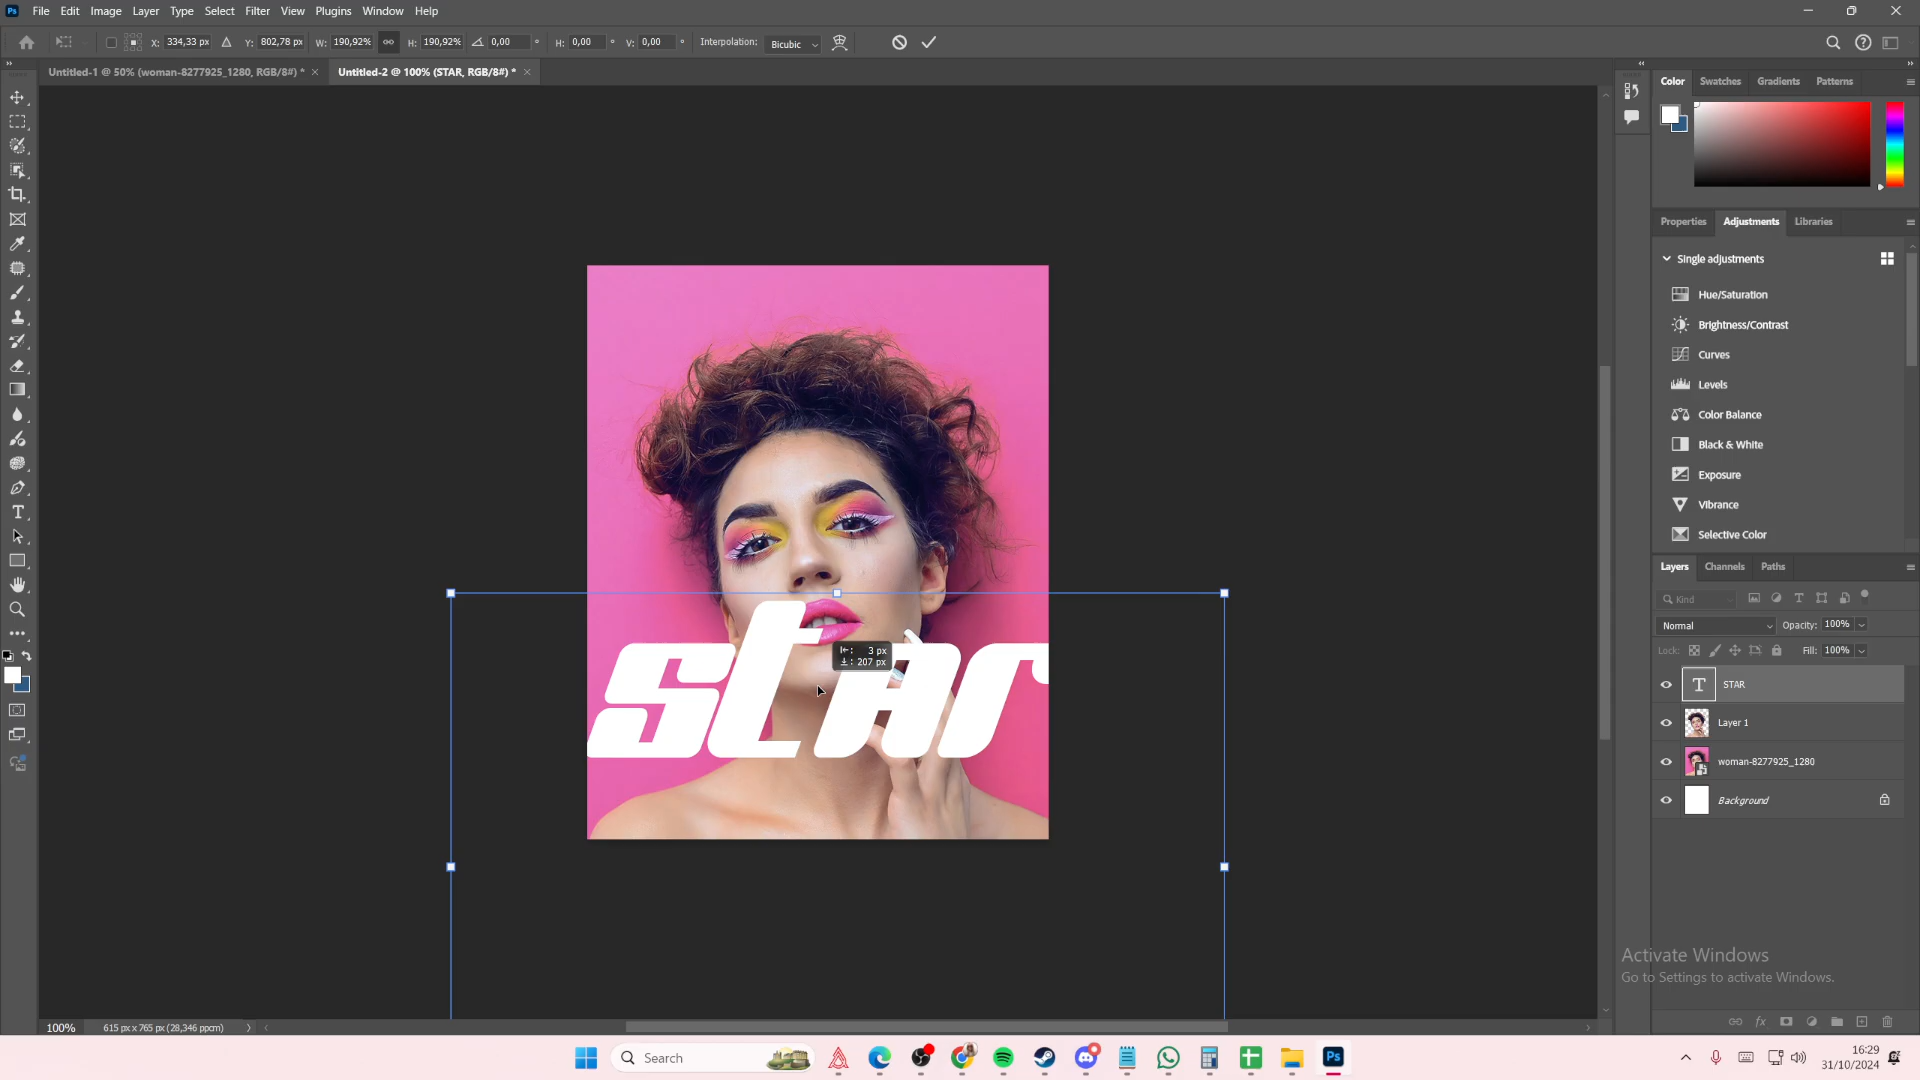 Ps File Edit Image Layer Type Select Filter View Plugins Window Help
X: 334,33 px Y: 802,78 px W: 190,92% H: 190,92% 0,00 ° H: 0,00 ° V: 0,00 ° Interpolation: Bicubic
Untitled-1 @ 50% (woman-8277925_1280, RGB/8#) * × Untitled-2 @ 100% (STAR, RGB/8#) * ×
Color Swatches Gradients Patterns
Properties Adjustments Libraries
Single adjustments
Hue/Saturation
Brightness/Contrast
Curves
Levels
Color Balance
Black & White
Exposure
Vibrance
Selective Color
Layers Channels Paths
Kind
Normal Opacity: 100%
Lock: Fill: 100%
STAR
Layer 1
woman-8277925_1280
Background
star
3 px
207 px
Activate Windows
Go to Settings to activate Windows.
100% 615 px x 765 px (28,346 ppcm)
Search
Ps
16:29
31/10/2024